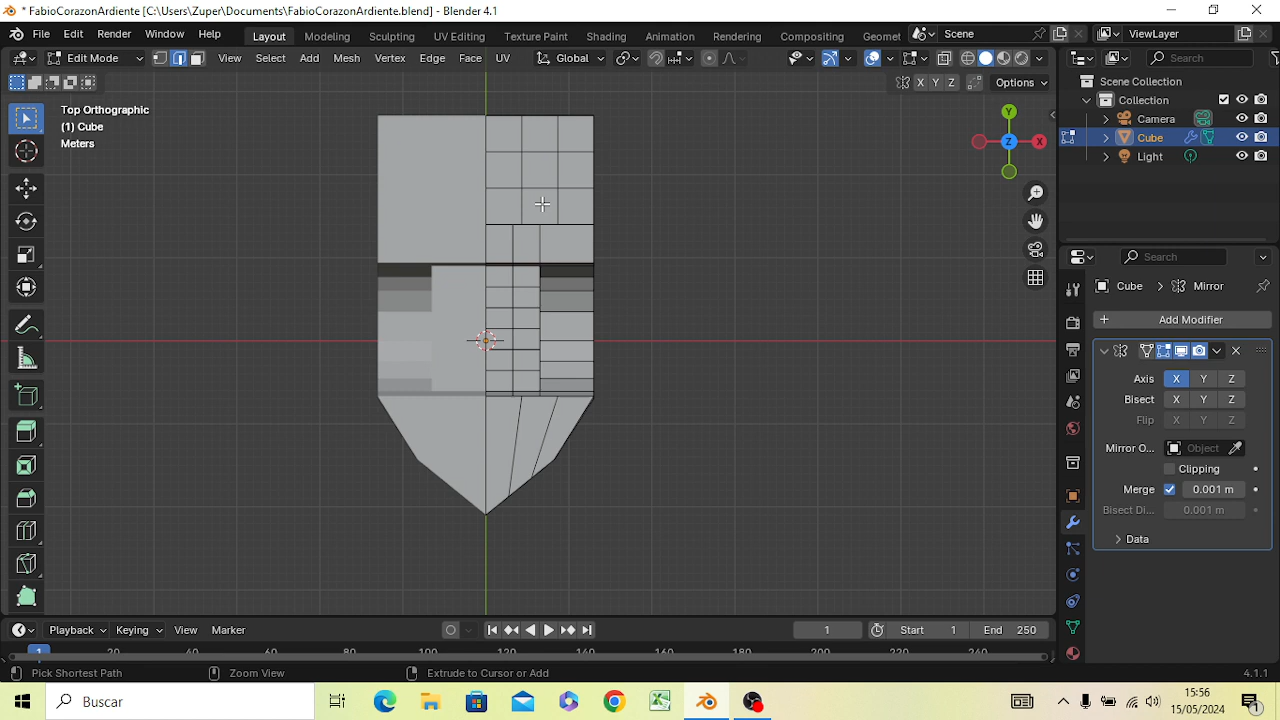 * FabioCorazonArdiente [C:\Users\Zuper\Documents\FabioCorazonArdiente.blend] - Blender 4.1
File Edit Render Window Help Layout Modeling Sculpting UV Editing Texture Paint Shading Animation Rendering Compositing Geomet Scene ViewLayer
Edit Mode View Select Add Mesh Vertex Edge Face UV Global Search
X Y Z Options
Top Orthographic
(1) Cube
Meters
Scene Collection
Collection
Camera
Cube
Light
Y
Z X
Search
Cube Mirror
Add Modifier
Axis X Y Z
Bisect X Y Z
Flip X Y Z
Mirror O... Object
Clipping
Merge 0.001 m
Bisect Di... 0.001 m
Data
Playback Keying View Marker 1 Start 1 End 250
1 20 40 60 80 100 120 140 160 180 200 220 240
Pick Shortest Path Zoom View Extrude to Cursor or Add 4.1.1
Buscar
15:56
15/05/2024
1